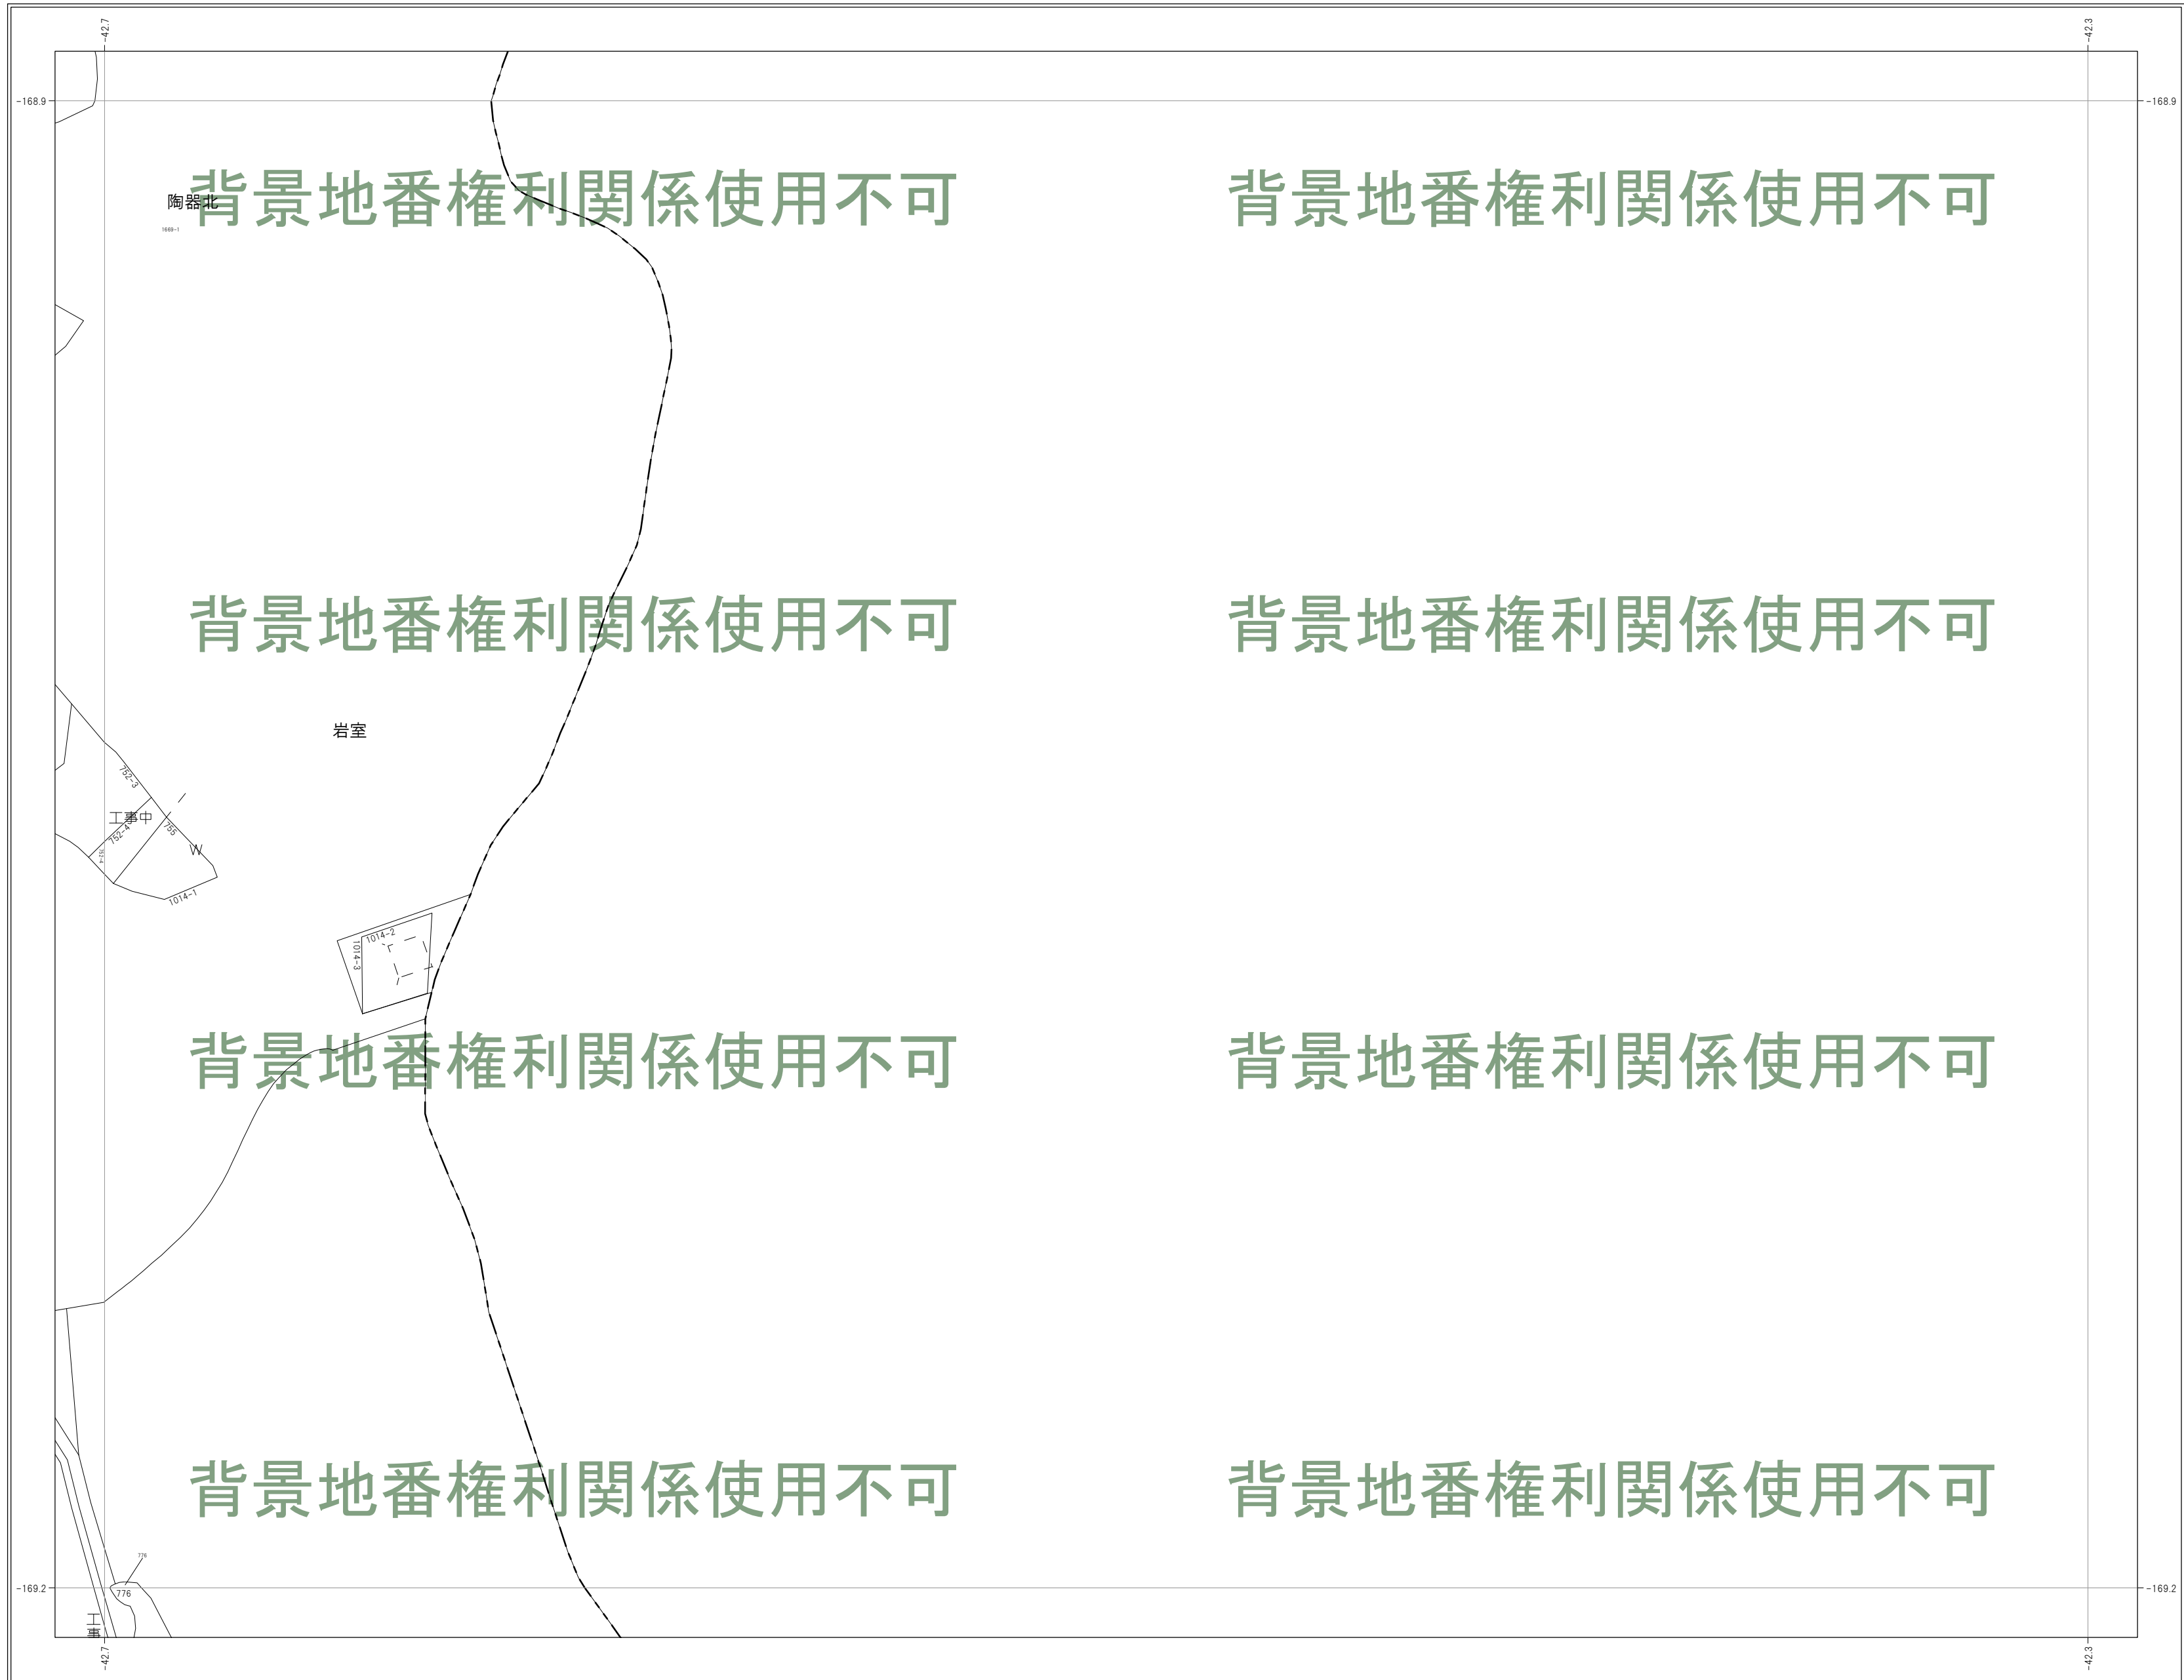 -42.7
-42.3
-168.9
-168.9
背景地番権利関係使用不可
背景地番権利関係使用不可
陶器北
1669-1
背景地番権利関係使用不可
背景地番権利関係使用不可
岩室
752-3
工事中
752-4
755
752-4
W
1014-1
1014-2
1014-3
背景地番権利関係使用不可
背景地番権利関係使用不可
背景地番権利関係使用不可
背景地番権利関係使用不可
776
-169.2
776
-169.2
工事
-42.7
-42.3